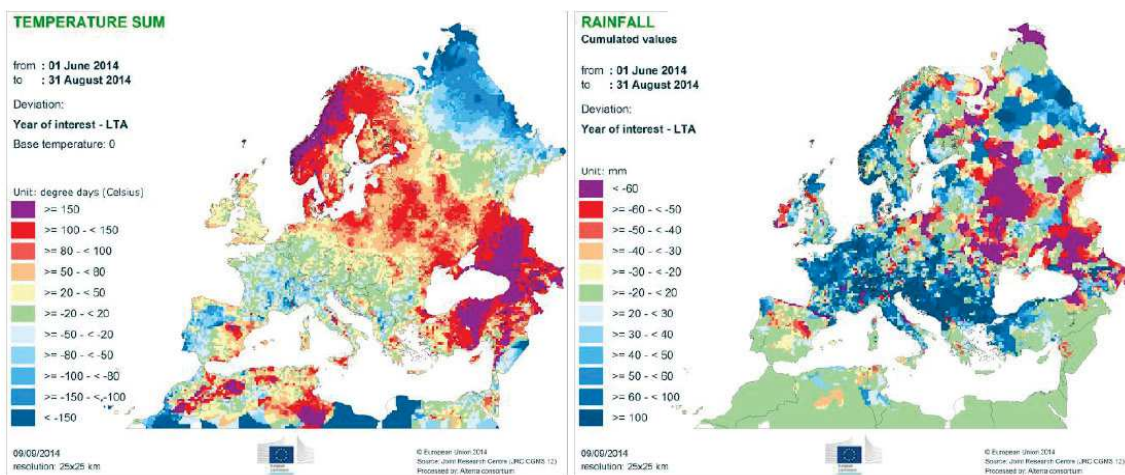 TEMPERATURE SUM
from : 01 June 2014
to : 31 August 2014
Deviation:
Year of interest - LTA
Base temperature: 0
Unit: degree days (Celsius)
>= 150
>= 100 - < 150
>= 80 - < 100
>= 50 - < 80
>= 20 - < 50
>= -20 - < 20
>= -50 - < -20
>= -80 - < -50
>= -100 - < -80
>= -150 - < -100
< -150
09/09/2014
resolution: 25x25 km
© European Union 2014
Source: Joint Research Centre (JRC CGMS 12)
Processed by: Alterra consortium
RAINFALL
Cumulated values
from : 01 June 2014
to : 31 August 2014
Deviation:
Year of interest - LTA
Unit: mm
< -60
>= -60 - < -50
>= -50 - < -40
>= -40 - < -30
>= -30 - < -20
>= -20 - < 20
>= 20 - < 30
>= 30 - < 40
>= 40 - < 50
>= 50 - < 60
>= 60 - < 100
>= 100
09/09/2014
resolution: 25x25 km
© European Union 2014
Source: Joint Research Centre (JRC CGMS 12)
Processed by: Alterra consortium